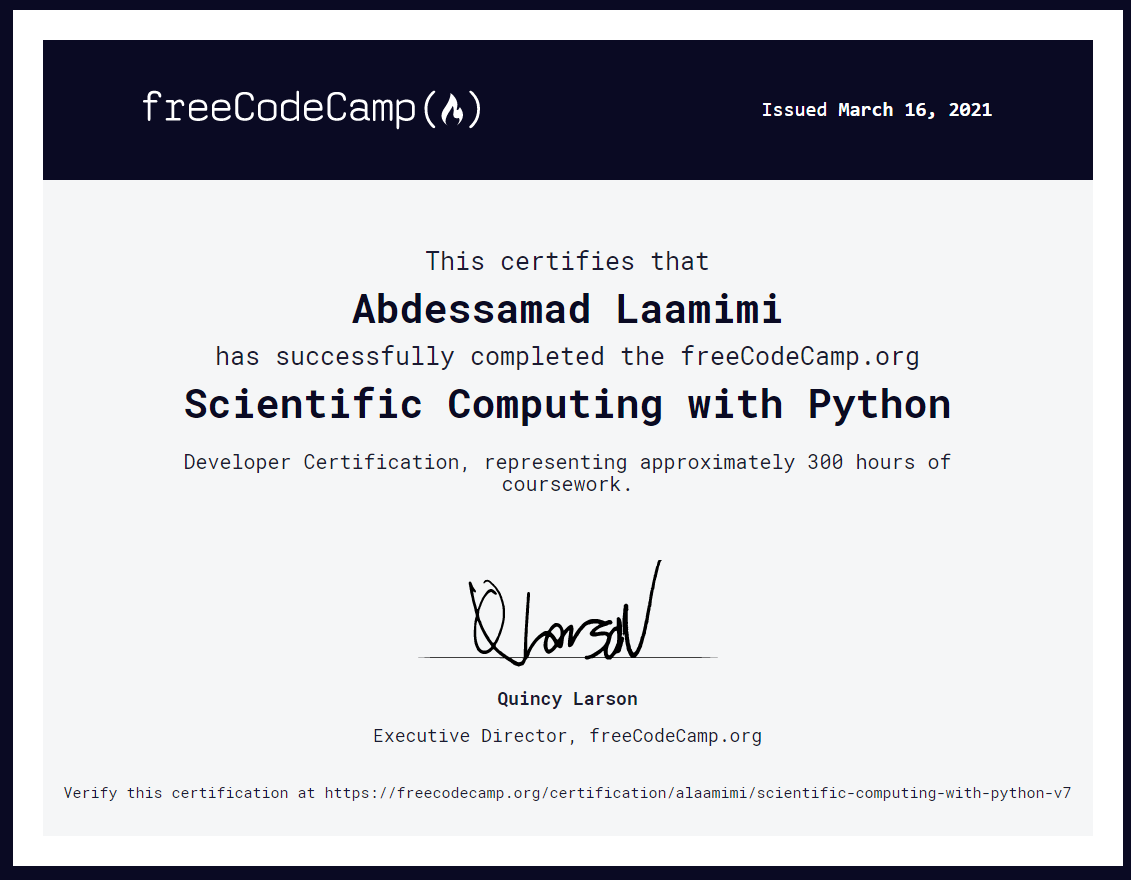 freeCodeCamp(🔥)
Issued March 16, 2021
This certifies that
Abdessamad Laamimi
has successfully completed the freeCodeCamp.org
Scientific Computing with Python
Developer Certification, representing approximately 300 hours of
coursework.
Q Larson
Quincy Larson
Executive Director, freeCodeCamp.org
Verify this certification at https://freecodecamp.org/certification/alaamimi/scientific-computing-with-python-v7